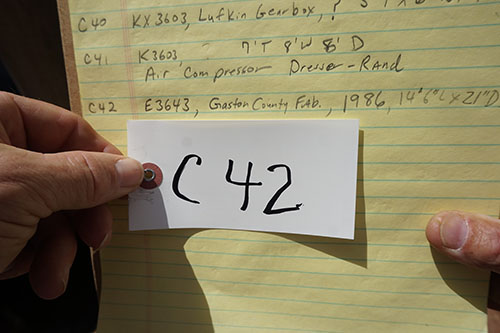 C40 KX3603, Lufkin Gearbox, ?
C41 K3603, 7'T 8'W 8' D
Air Compressor Dresser-Rand
C42 E3643, Gaston County Fab., 1986, 14'6"L x 21"D
C 42